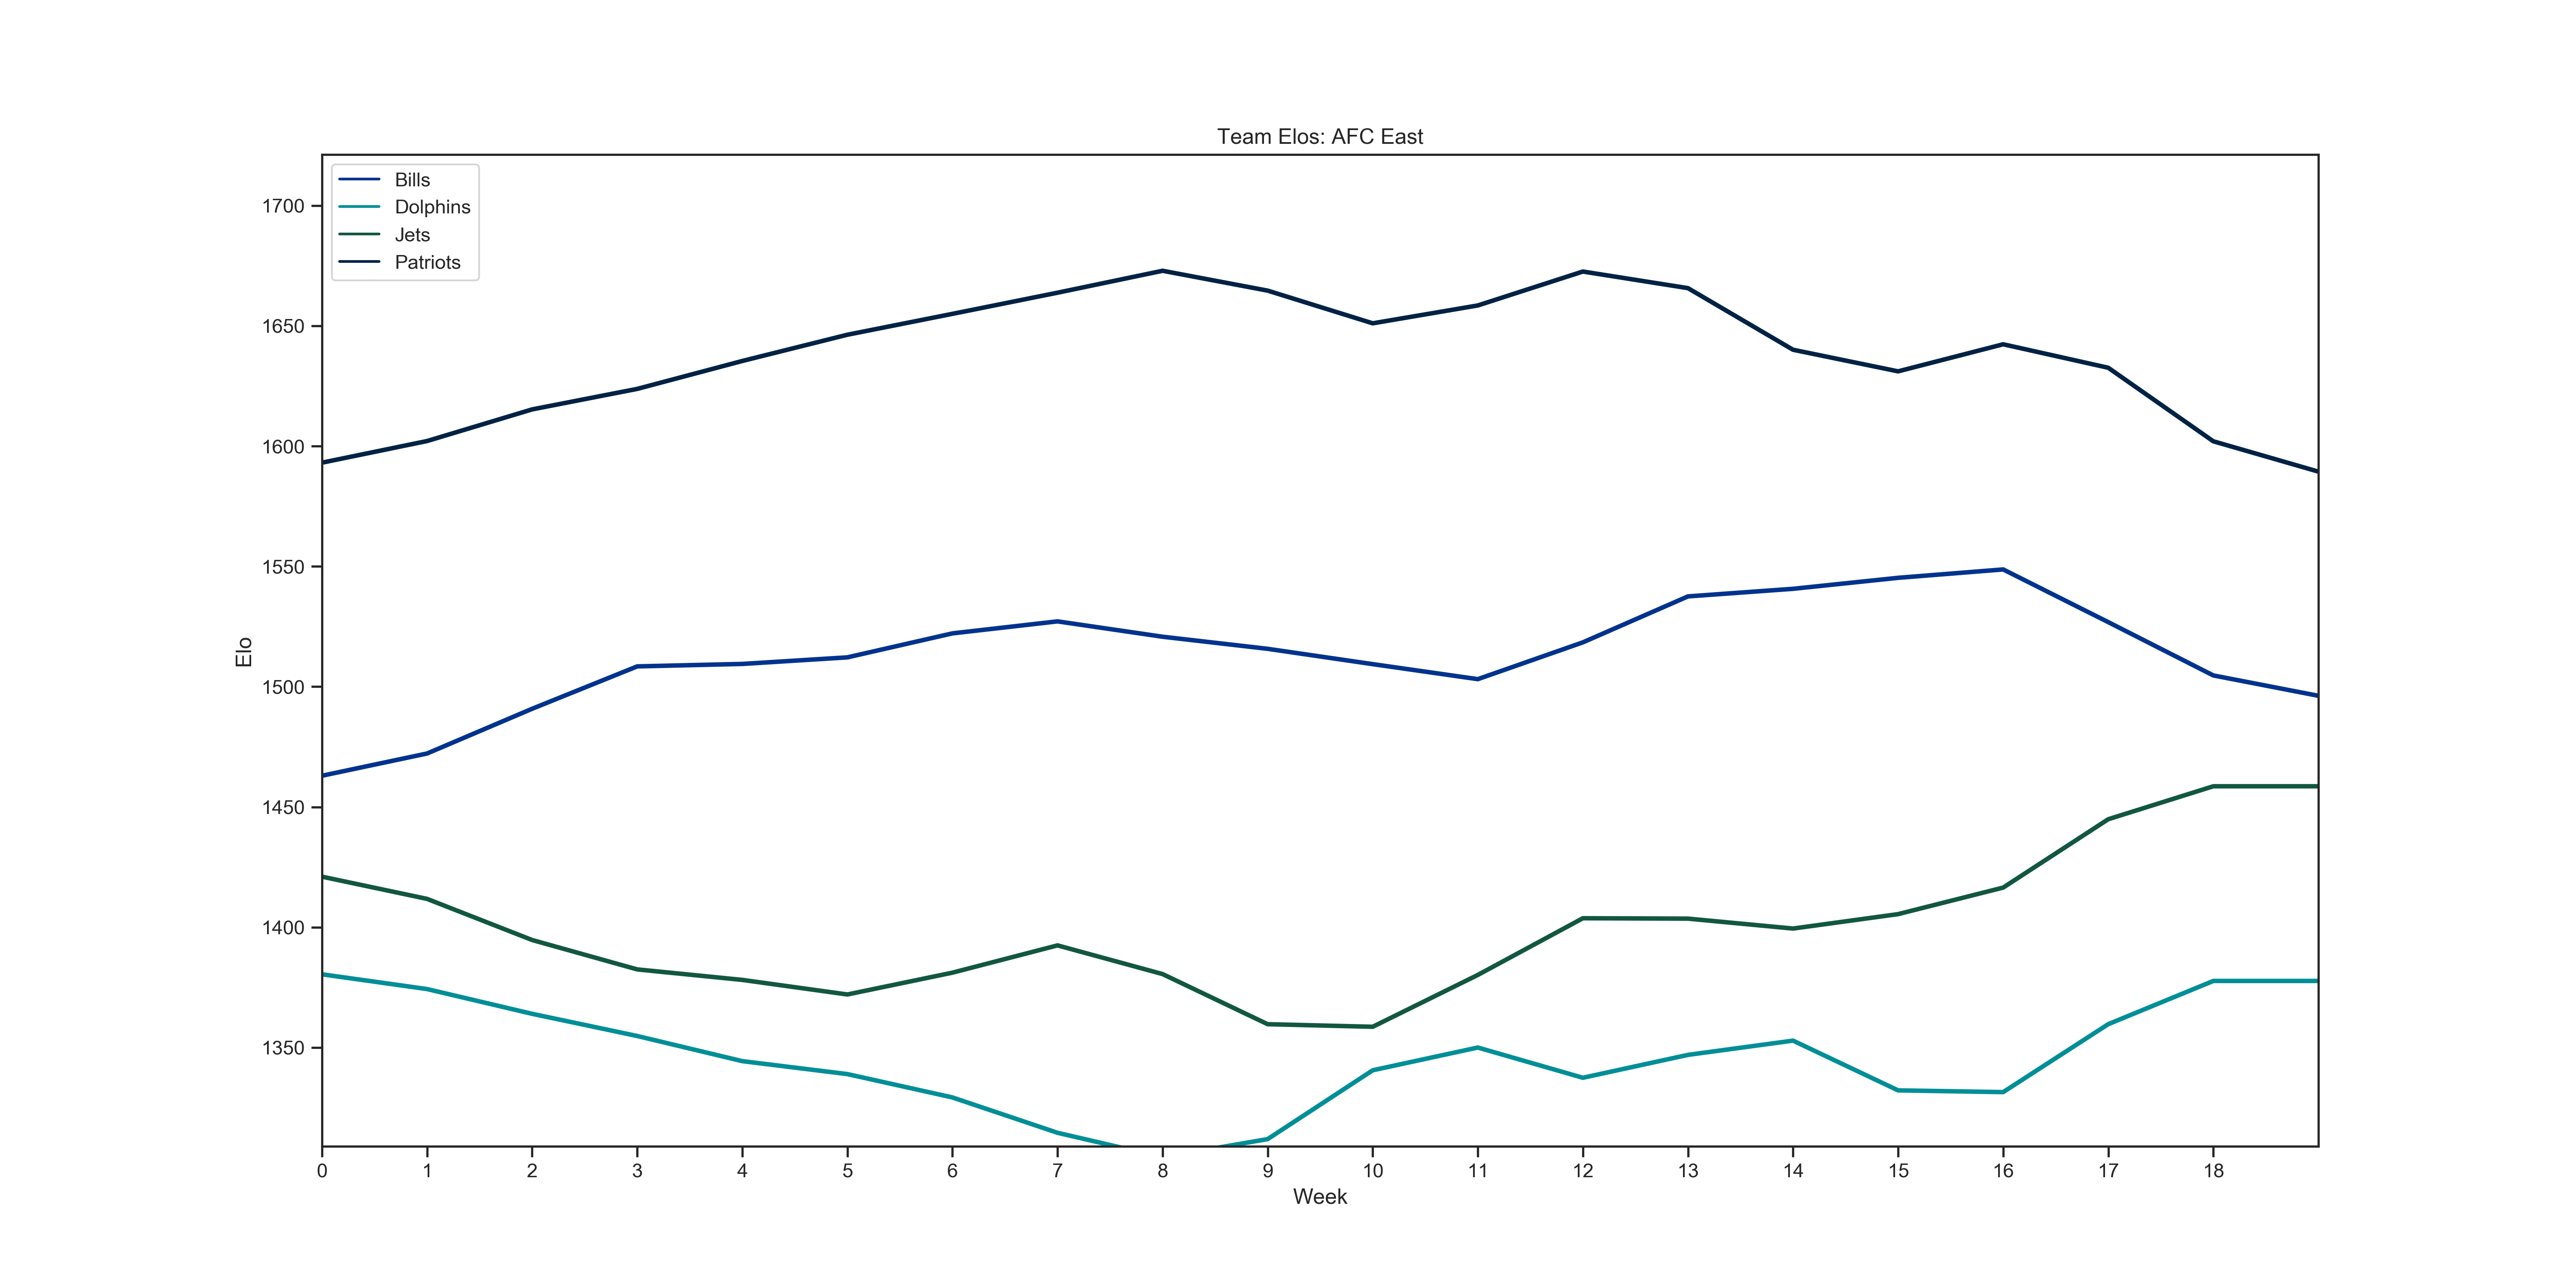 Team Elos: AFC East
Bills
Dolphins
Jets
Patriots
1700
1650
1600
1550
1500
1450
1400
1350
Elo
0 1 2 3 4 5 6 7 8 9 10 11 12 13 14 15 16 17 18
Week